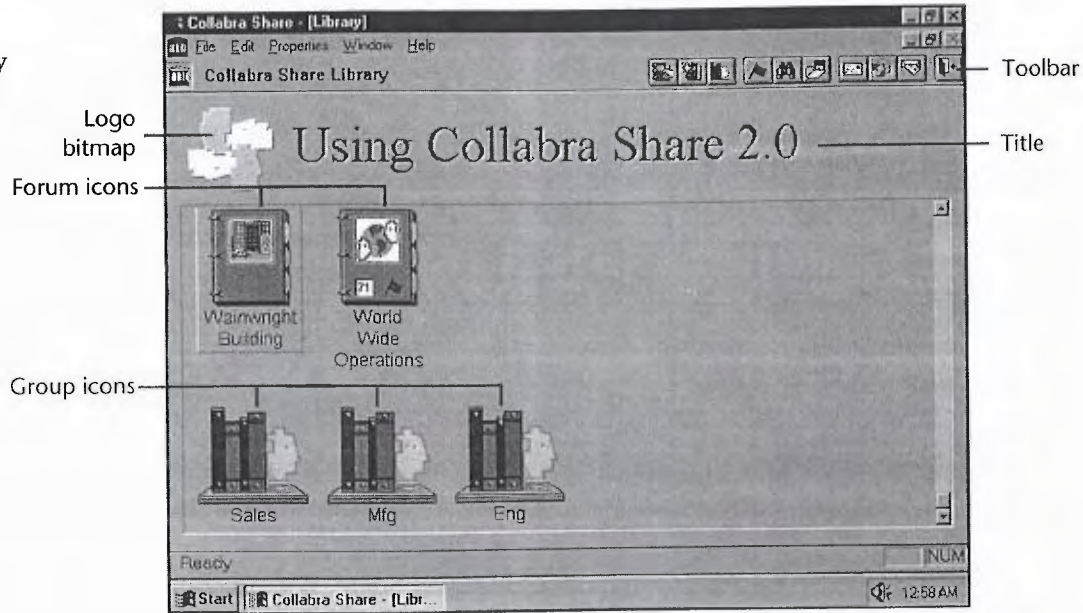 Collabra Share - [Library]
File Edit Properties Window Help
Collabra Share Library
Toolbar
y
Logo
bitmap
Using Collabra Share 2.0
Title
Forum icons
71
Wainwright
Building
World
Wide
Operations
Group icons
Sales Mfg Eng
Ready NUM
Start Collabra Share - [Libr... 12:58 AM